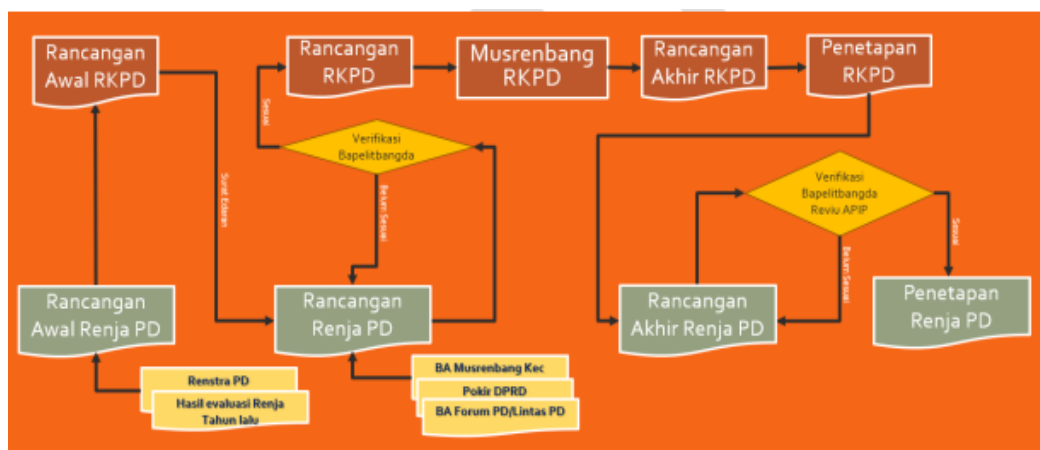 Rancangan
Awal RKPD
Rancangan
RKPD
Musrenbang
RKPD
Rancangan
Akhir RKPD
Penetapan
RKPD
Sesuai
Verifikasi
Bapelitbangda
Surat Edaran
Belum Sesuai
Verifikasi
Bapelitbangda
Reviu APIP
Sesuai
Belum Sesuai
Rancangan
Awal Renja PD
Rancangan
Renja PD
Rancangan
Akhir Renja PD
Penetapan
Renja PD
Renstra PD
Hasil evaluasi Renja
Tahun lalu
BA Musrenbang Kec
Pokir DPRD
BA Forum PD/Lintas PD